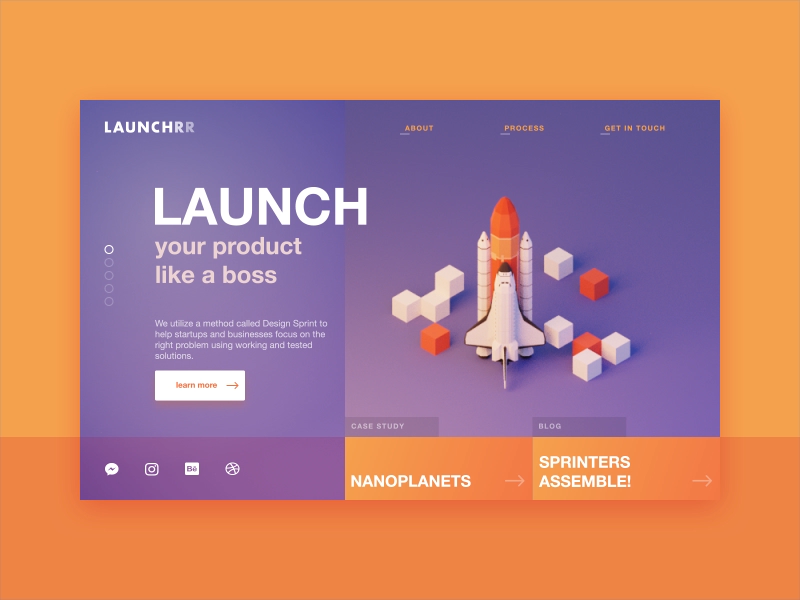 LAUNCHRR
ABOUT
PROCESS
GET IN TOUCH
LAUNCH
your product
like a boss
We utilize a method called Design Sprint to
help startups and businesses focus on the
right problem using working and tested
solutions.
learn more
CASE STUDY
NANOPLANETS
BLOG
SPRINTERS
ASSEMBLE!
Bē